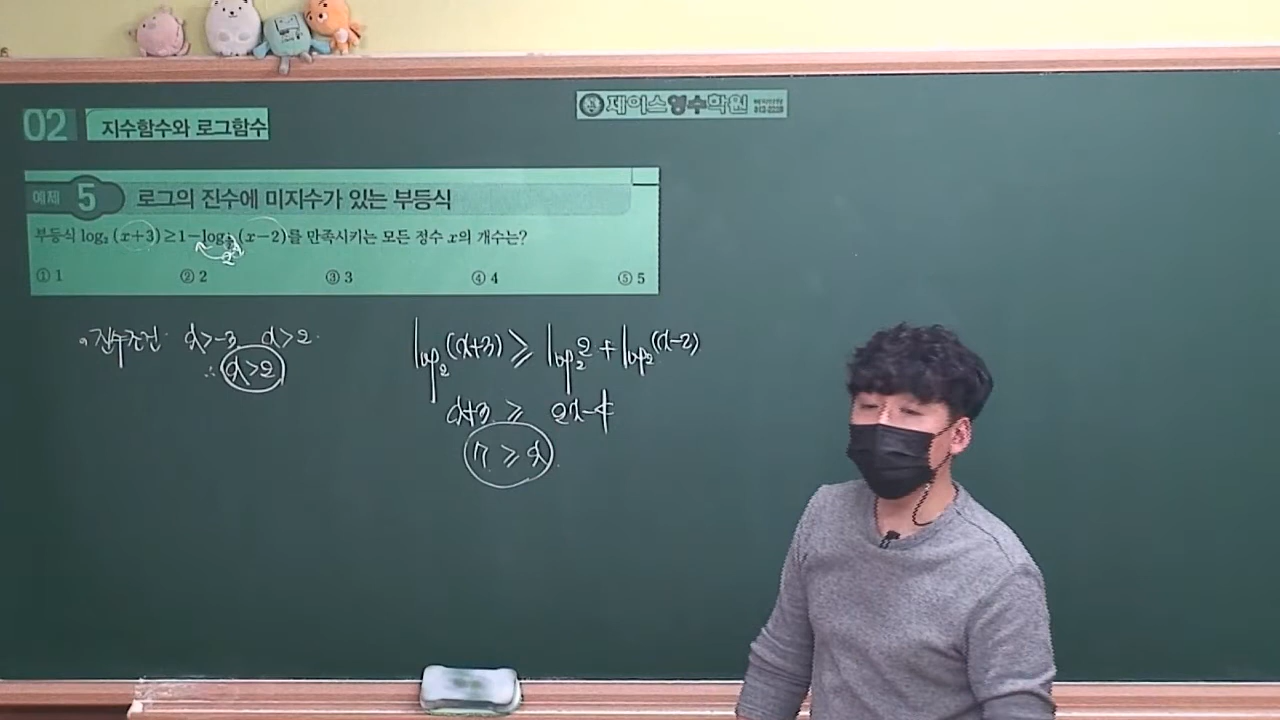 02 지수함수와 로그함수
제이스영수학원
예제 5 로그의 진수에 미지수가 있는 부등식
부등식 log₂(x+3)≥1-log½(x-2)를 만족시키는 모든 정수 x의 개수는?
2⁻¹
① 1 ② 2 ③ 3 ④ 4 ⑤ 5
진수조건 x>-3 x>2
∴ x>2
log₂(x+3) ≥ log₂2 + log₂(x-2)
x+3 ≥ 2x-4
7 ≥ x